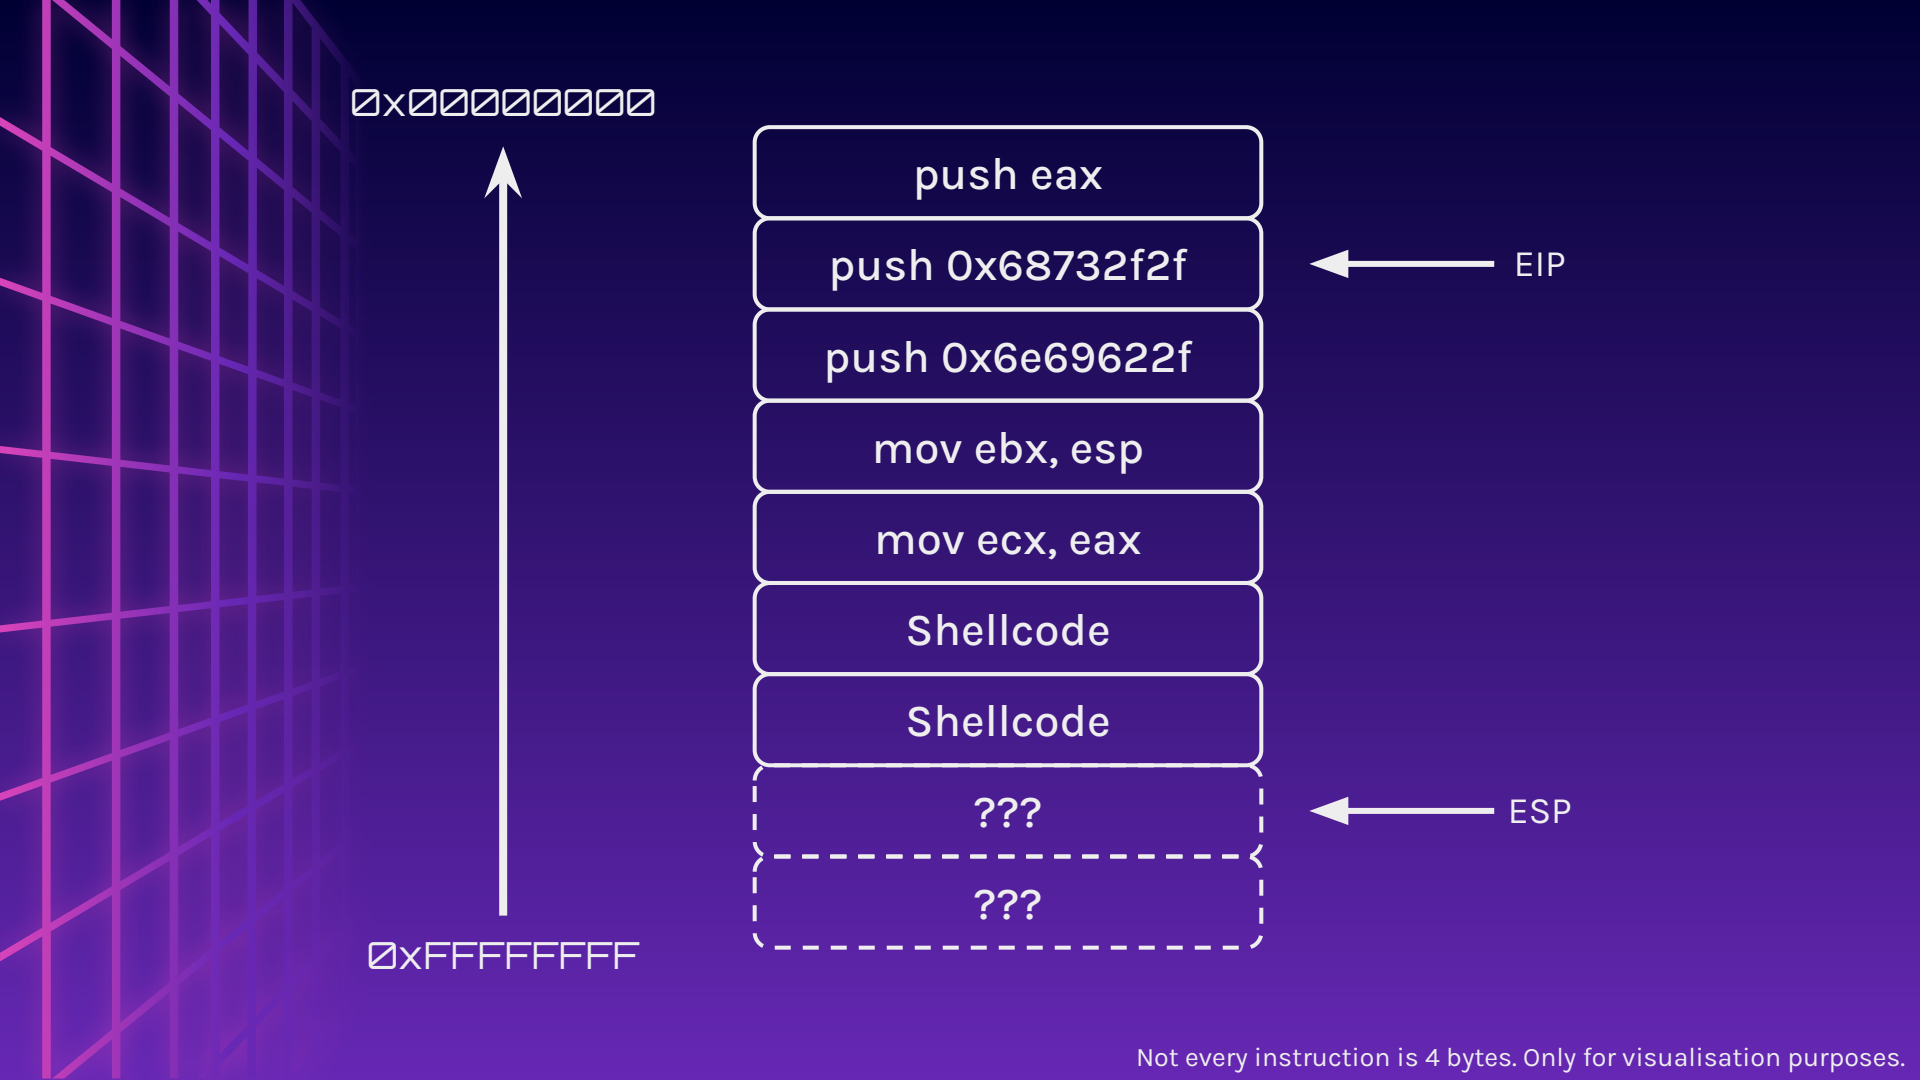 0x00000000
push eax
push 0x68732f2f
EIP
push 0x6e69622f
mov ebx, esp
mov ecx, eax
Shellcode
Shellcode
???
ESP
???
0xFFFFFFFF
Not every instruction is 4 bytes. Only for visualisation purposes.